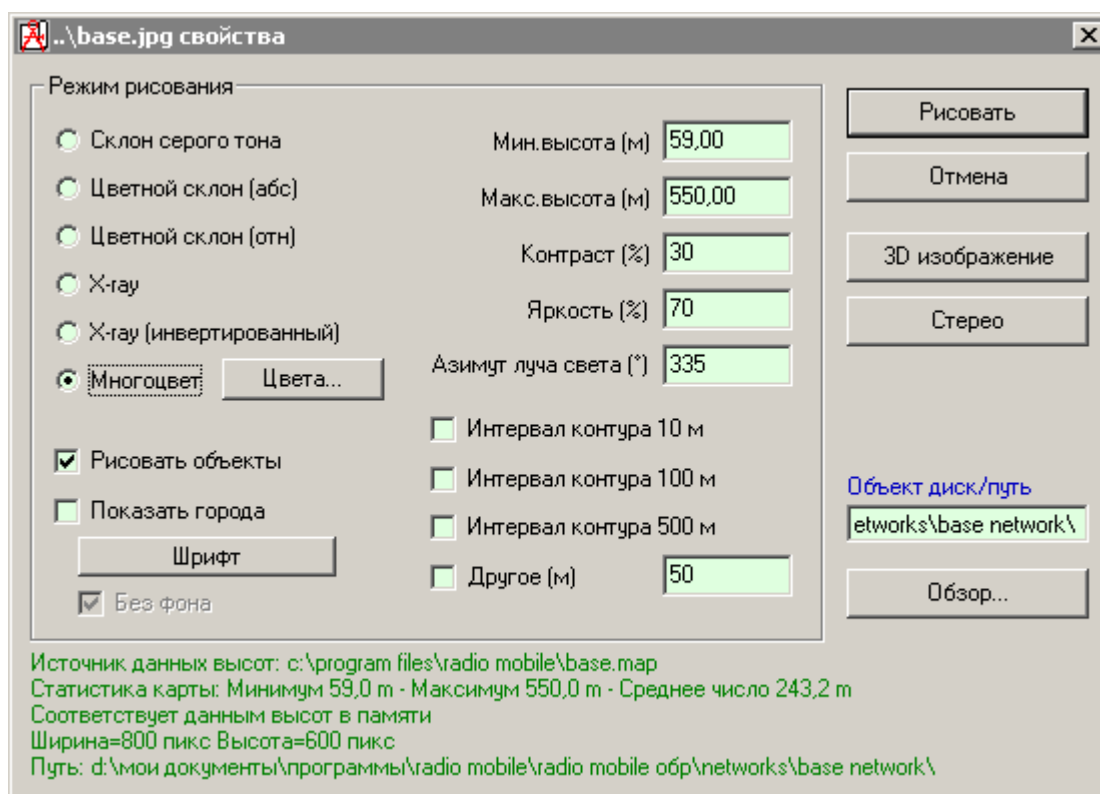 ..\base.jpg свойства
Режим рисования
Склон серого тона
Цветной склон (абс)
Цветной склон (отн)
X-ray
X-ray (инвертированный)
Многоцвет
Цвета...
Рисовать объекты
Показать города
Шрифт
Без фона
Мин.высота (м) 59,00
Макс.высота (м) 550,00
Контраст (%) 30
Яркость (%) 70
Азимут луча света (°) 335
Интервал контура 10 м
Интервал контура 100 м
Интервал контура 500 м
Другое (м) 50
Рисовать
Отмена
3D изображение
Стерео
Объект диск/путь
etworks\base network\
Обзор...
Источник данных высот: c:\program files\radio mobile\base.map
Статистика карты: Минимум 59,0 m - Максимум 550,0 m - Среднее число 243,2 m
Соответствует данным высот в памяти
Ширина=800 пикс Высота=600 пикс
Путь: d:\мои документы\программы\radio mobile\radio mobile обр\networks\base network\